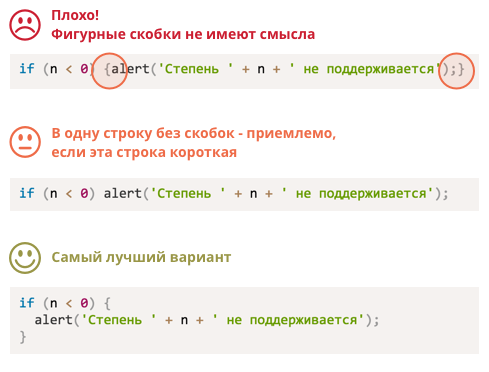 Плохо!
Фигурные скобки не имеют смысла
if (n < 0) {alert('Степень ' + n + ' не поддерживается');}
В одну строку без скобок - приемлемо,
если эта строка короткая
if (n < 0) alert('Степень ' + n + ' не поддерживается');
Самый лучший вариант
if (n < 0) {
  alert('Степень ' + n + ' не поддерживается');
}